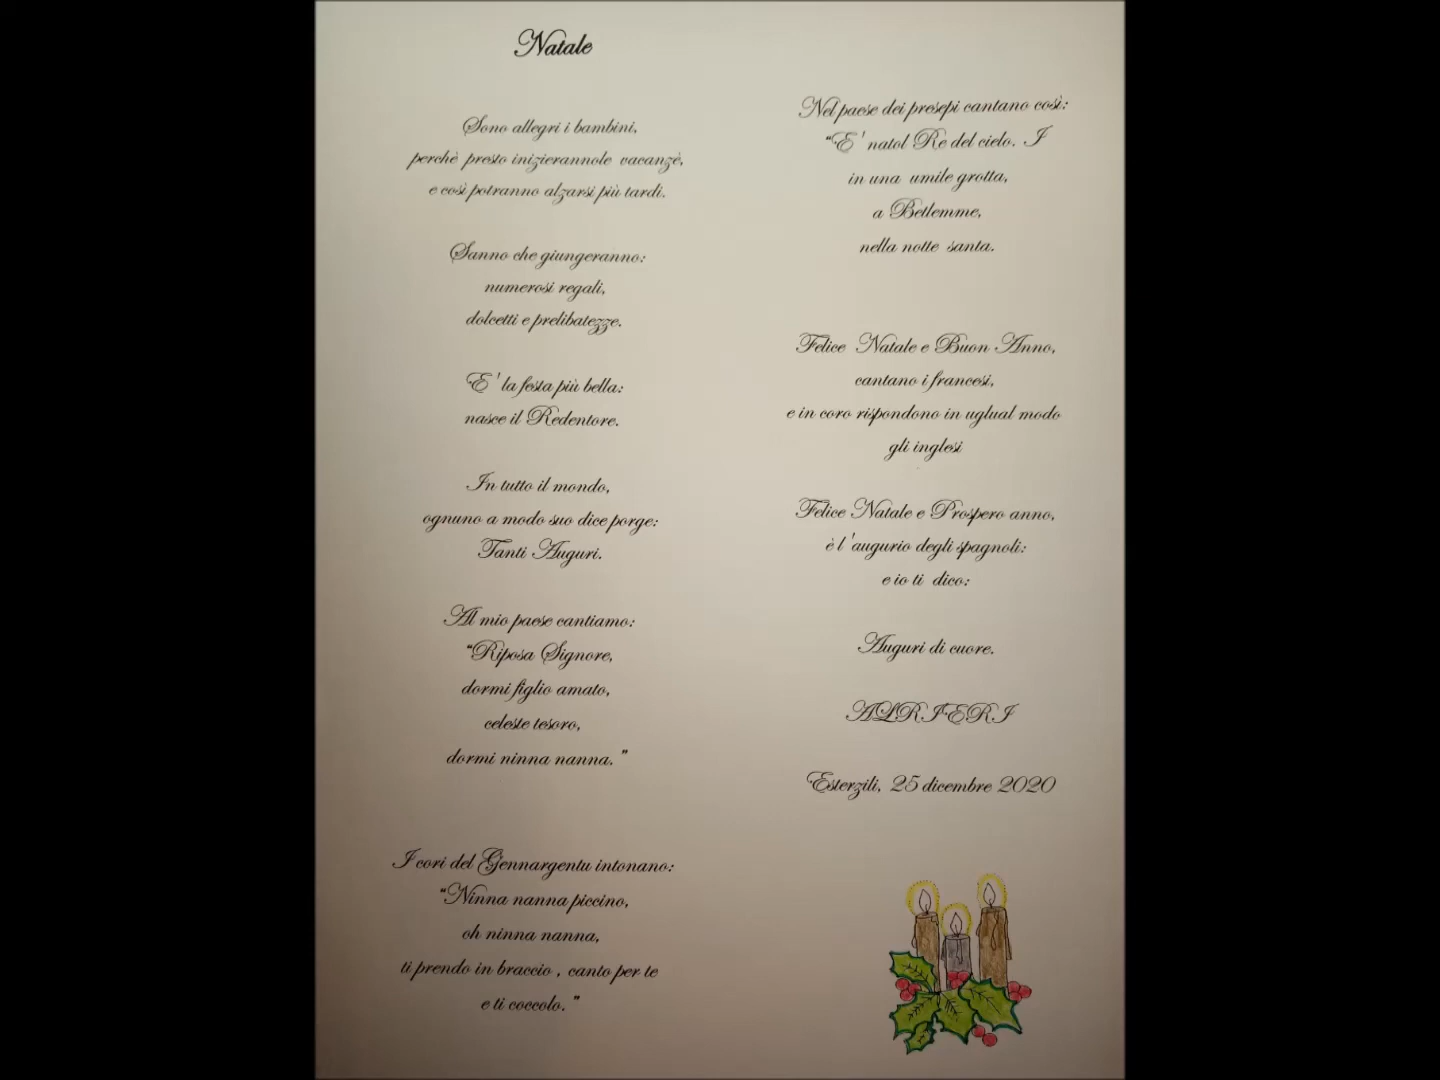 Natale
Sono allegri i bambini,
perchè presto inizierannole vacanzè,
e così potranno alzarsi più tardi.
Sanno che giungeranno:
numerosi regali,
dolcetti e prelibatezze.
E' la festa più bella:
nasce il Redentore.
In tutto il mondo,
ognuno a modo suo dice porge:
Tanti Auguri.
Al mio paese cantiamo:
“Riposa Signore,
dormi figlio amato,
celeste tesoro,
dormi ninna nanna.”
I cori del Gennargentu intonano:
“Ninna nanna piccino,
oh ninna nanna,
ti prendo in braccio , canto per te
e ti coccolo.”
Nel paese dei presepi cantano così:
“E' natol Re del cielo. I
in una umile grotta,
a Betlemme,
nella notte santa.
Felice Natale e Buon Anno,
cantano i francesi,
e in coro rispondono in uglual modo
gli inglesi
Felice Natale e Prospero anno,
è l'augurio degli spagnoli:
e io ti dico:
Auguri di cuore.
ALRIERI
Esterzili, 25 dicembre 2020